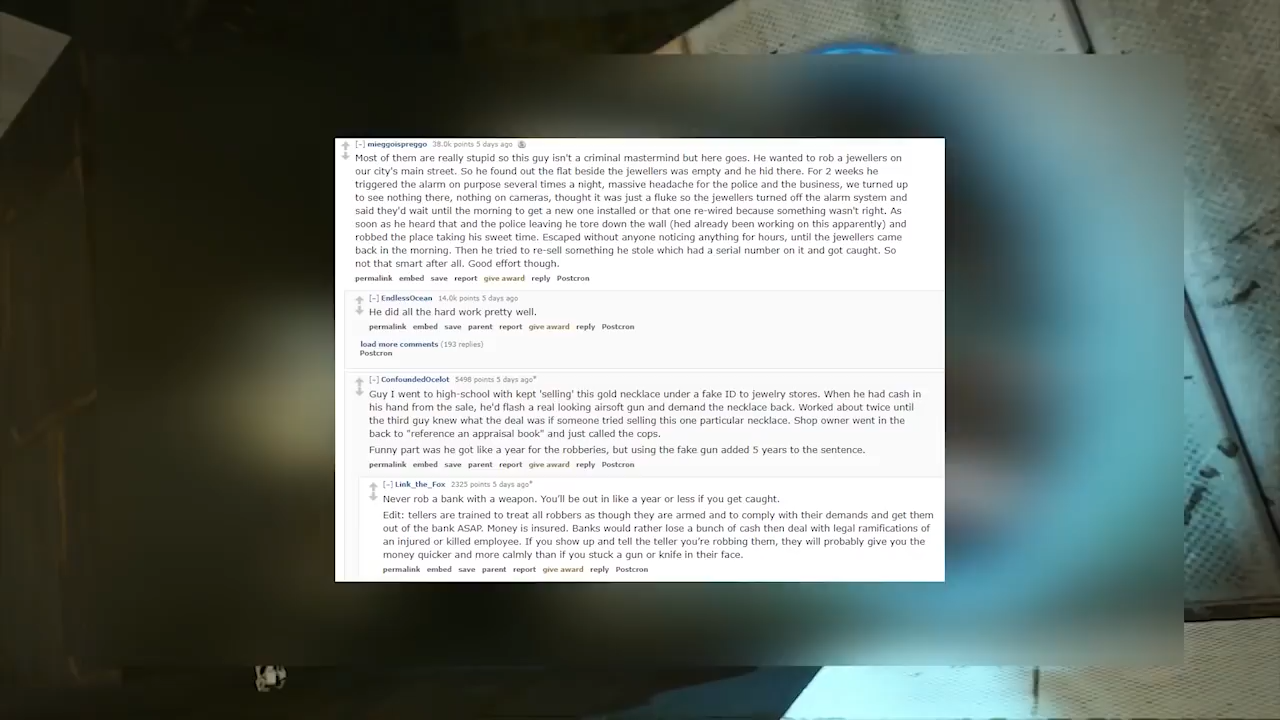 [–] mieggoispreggo 38.0k points 5 days ago
Most of them are really stupid so this guy isn't a criminal mastermind but here goes. He wanted to rob a jewellers on
our city's main street. So he found out the flat beside the jewellers was empty and he hid there. For 2 weeks he
triggered the alarm on purpose several times a night, massive headache for the police and the business, we turned up
to see nothing there, nothing on cameras, thought it was just a fluke so the jewellers turned off the alarm system and
said they'd wait until the morning to get a new one installed or that one re-wired because something wasn't right. As
soon as he heard that and the police leaving he tore down the wall (hed already been working on this apparently) and
robbed the place taking his sweet time. Escaped without anyone noticing anything for hours, until the jewellers came
back in the morning. Then he tried to re-sell something he stole which had a serial number on it and got caught. So
not that smart after all. Good effort though.
permalink embed save report give award reply Postcron
[–] EndlessOcean 14.0k points 5 days ago
He did all the hard work pretty well.
permalink embed save parent report give award reply Postcron
load more comments (193 replies)
Postcron
[–] ConfoundedOcelot 5498 points 5 days ago*
Guy I went to high-school with kept 'selling' this gold necklace under a fake ID to jewelry stores. When he had cash in
his hand from the sale, he'd flash a real looking airsoft gun and demand the necklace back. Worked about twice until
the third guy knew what the deal was if someone tried selling this one particular necklace. Shop owner went in the
back to "reference an appraisal book" and just called the cops.
Funny part was he got like a year for the robberies, but using the fake gun added 5 years to the sentence.
permalink embed save parent report give award reply Postcron
[–] Link_the_Fox 2325 points 5 days ago*
Never rob a bank with a weapon. You'll be out in like a year or less if you get caught.
Edit: tellers are trained to treat all robbers as though they are armed and to comply with their demands and get them
out of the bank ASAP. Money is insured. Banks would rather lose a bunch of cash then deal with legal ramifications of
an injured or killed employee. If you show up and tell the teller you're robbing them, they will probably give you the
money quicker and more calmly than if you stuck a gun or knife in their face.
permalink embed save parent report give award reply Postcron